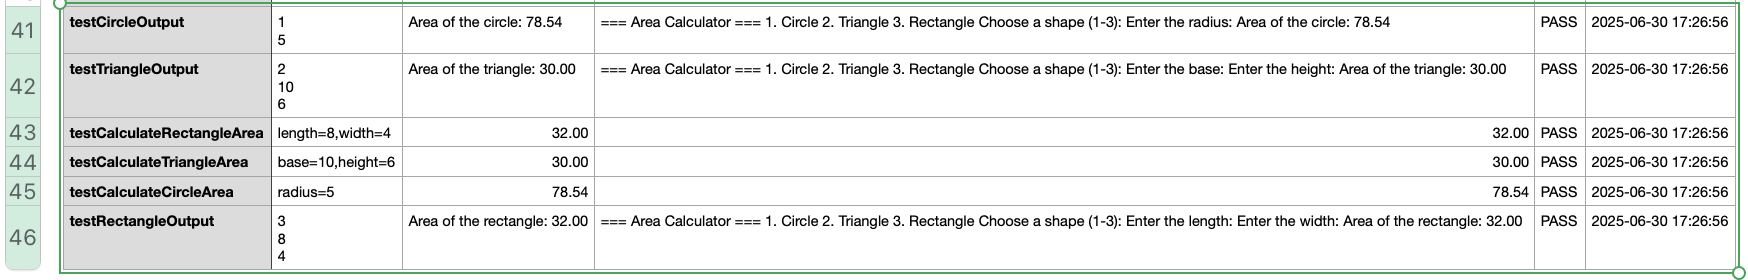 41 testCircleOutput 1 Area of the circle: 78.54 === Area Calculator === 1. Circle 2. Triangle 3. Rectangle Choose a shape (1-3): Enter the radius: Area of the circle: 78.54 PASS 2025-06-30 17:26:56
5
42 testTriangleOutput 2 Area of the triangle: 30.00 === Area Calculator === 1. Circle 2. Triangle 3. Rectangle Choose a shape (1-3): Enter the base: Enter the height: Area of the triangle: 30.00 PASS 2025-06-30 17:26:56
10
6
43 testCalculateRectangleArea length=8,width=4 32.00 32.00 PASS 2025-06-30 17:26:56
44 testCalculateTriangleArea base=10,height=6 30.00 30.00 PASS 2025-06-30 17:26:56
45 testCalculateCircleArea radius=5 78.54 78.54 PASS 2025-06-30 17:26:56
46 testRectangleOutput 3 Area of the rectangle: 32.00 === Area Calculator === 1. Circle 2. Triangle 3. Rectangle Choose a shape (1-3): Enter the length: Enter the width: Area of the rectangle: 32.00 PASS 2025-06-30 17:26:56
8
4